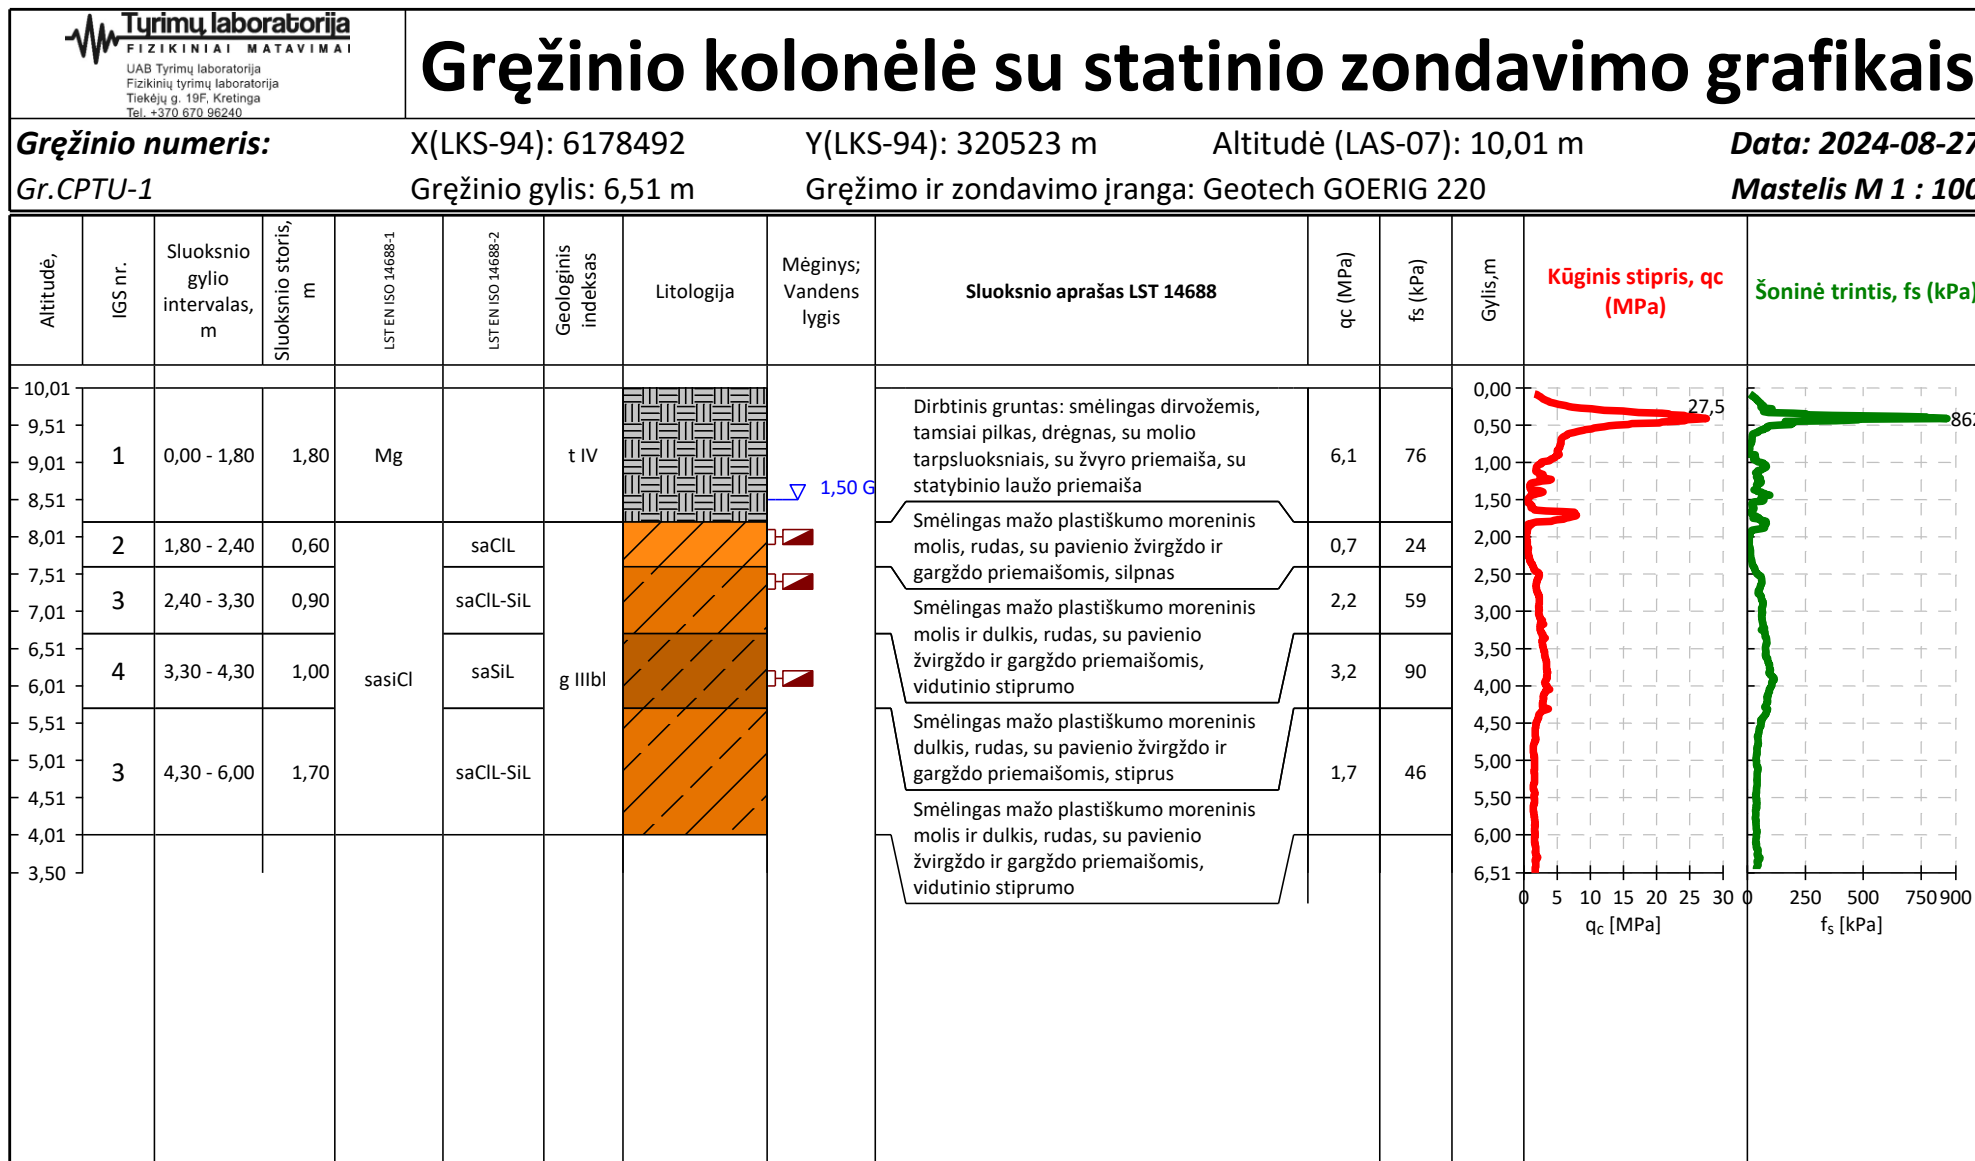 Tyrimų laboratorija
FIZIKINIAI MATAVIMAI
UAB Tyrimų laboratorija
Fizikinių tyrimų laboratorija
Tiekėjų g. 19F, Kretinga
Tel. +370 670 96240
Gręžinio kolonėlė su statinio zondavimo grafikais
Gręžinio numeris:
X(LKS-94): 6178492
Y(LKS-94): 320523 m
Altitudė (LAS-07): 10,01 m
Data: 2024-08-27
Gr.CPTU-1
Gręžinio gylis: 6,51 m
Gręžimo ir zondavimo įranga: Geotech GOERIG 220
Mastelis M 1 : 100
Altitudė,
IGS nr.
Sluoksnio
gylio
intervalas,
m
Sluoksnio storis,
m
LST EN ISO 14688-1
LST EN ISO 14688-2
Geologinis
indeksas
Litologija
Mėginys;
Vandens
lygis
Sluoksnio aprašas LST 14688
qc (MPa)
fs (kPa)
Gylis,m
Kūginis stipris, qc
(MPa)
Šoninė trintis, fs (kPa)
10,01
9,51
9,01
8,51
8,01
7,51
7,01
6,51
6,01
5,51
5,01
4,51
4,01
3,50
1
0,00 - 1,80
1,80
Mg
t IV
1,50 G
Dirbtinis gruntas: smėlingas dirvožemis,
tamsiai pilkas, drėgnas, su molio
tarpsluoksniais, su žvyro priemaiša, su
statybinio laužo priemaiša
6,1
76
2
1,80 - 2,40
0,60
saClL
Smėlingas mažo plastiškumo moreninis
molis, rudas, su pavienio žvirgždo ir
gargždo priemaišomis, silpnas
0,7
24
3
2,40 - 3,30
0,90
saClL-SiL
Smėlingas mažo plastiškumo moreninis
molis ir dulkis, rudas, su pavienio
žvirgždo ir gargždo priemaišomis,
vidutinio stiprumo
2,2
59
4
3,30 - 4,30
1,00
sasiCl
saSiL
g IIIbl
Smėlingas mažo plastiškumo moreninis
dulkis, rudas, su pavienio žvirgždo ir
gargždo priemaišomis, stiprus
3,2
90
3
4,30 - 6,00
1,70
saClL-SiL
Smėlingas mažo plastiškumo moreninis
molis ir dulkis, rudas, su pavienio
žvirgždo ir gargždo priemaišomis,
vidutinio stiprumo
1,7
46
0,00
0,50
1,00
1,50
2,00
2,50
3,00
3,50
4,00
4,50
5,00
5,50
6,00
6,51
27,5
0 5 10 15 20 25 30
qc [MPa]
862
0 250 500 750 900
fs [kPa]